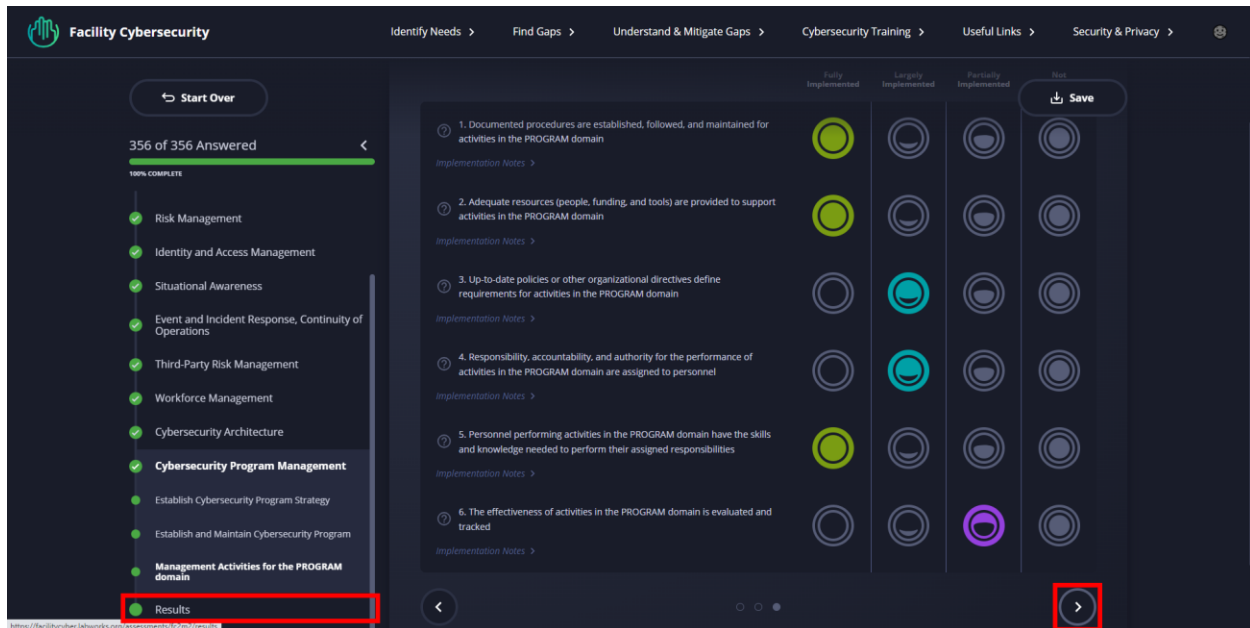 Facility Cybersecurity
Identify Needs >
Find Gaps >
Understand & Mitigate Gaps >
Cybersecurity Training >
Useful Links >
Security & Privacy >
Start Over
356 of 356 Answered
100% COMPLETE
Risk Management
Identity and Access Management
Situational Awareness
Event and Incident Response, Continuity of
Operations
Third-Party Risk Management
Workforce Management
Cybersecurity Architecture
Cybersecurity Program Management
Establish Cybersecurity Program Strategy
Establish and Maintain Cybersecurity Program
Management Activities for the PROGRAM
domain
Results
https://facilitycyber.labworks.org/assessments/fc2m2/results
Fully
Implemented
Largely
Implemented
Partially
Implemented
Not
Save
1. Documented procedures are established, followed, and maintained for
activities in the PROGRAM domain
Implementation Notes >
2. Adequate resources (people, funding, and tools) are provided to support
activities in the PROGRAM domain
Implementation Notes >
3. Up-to-date policies or other organizational directives define
requirements for activities in the PROGRAM domain
Implementation Notes >
4. Responsibility, accountability, and authority for the performance of
activities in the PROGRAM domain are assigned to personnel
Implementation Notes >
5. Personnel performing activities in the PROGRAM domain have the skills
and knowledge needed to perform their assigned responsibilities
Implementation Notes >
6. The effectiveness of activities in the PROGRAM domain is evaluated and
tracked
Implementation Notes >